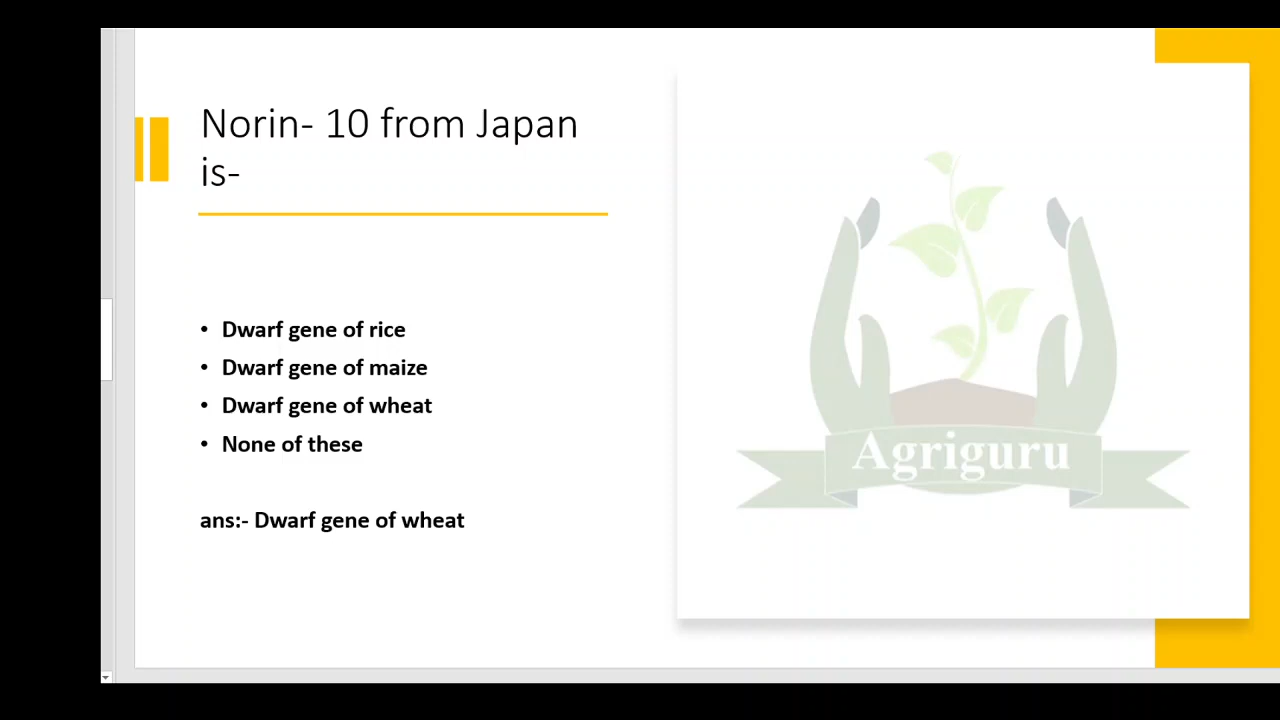 Norin- 10 from Japan
is-
• Dwarf gene of rice
• Dwarf gene of maize
• Dwarf gene of wheat
• None of these
ans:- Dwarf gene of wheat
Agriguru